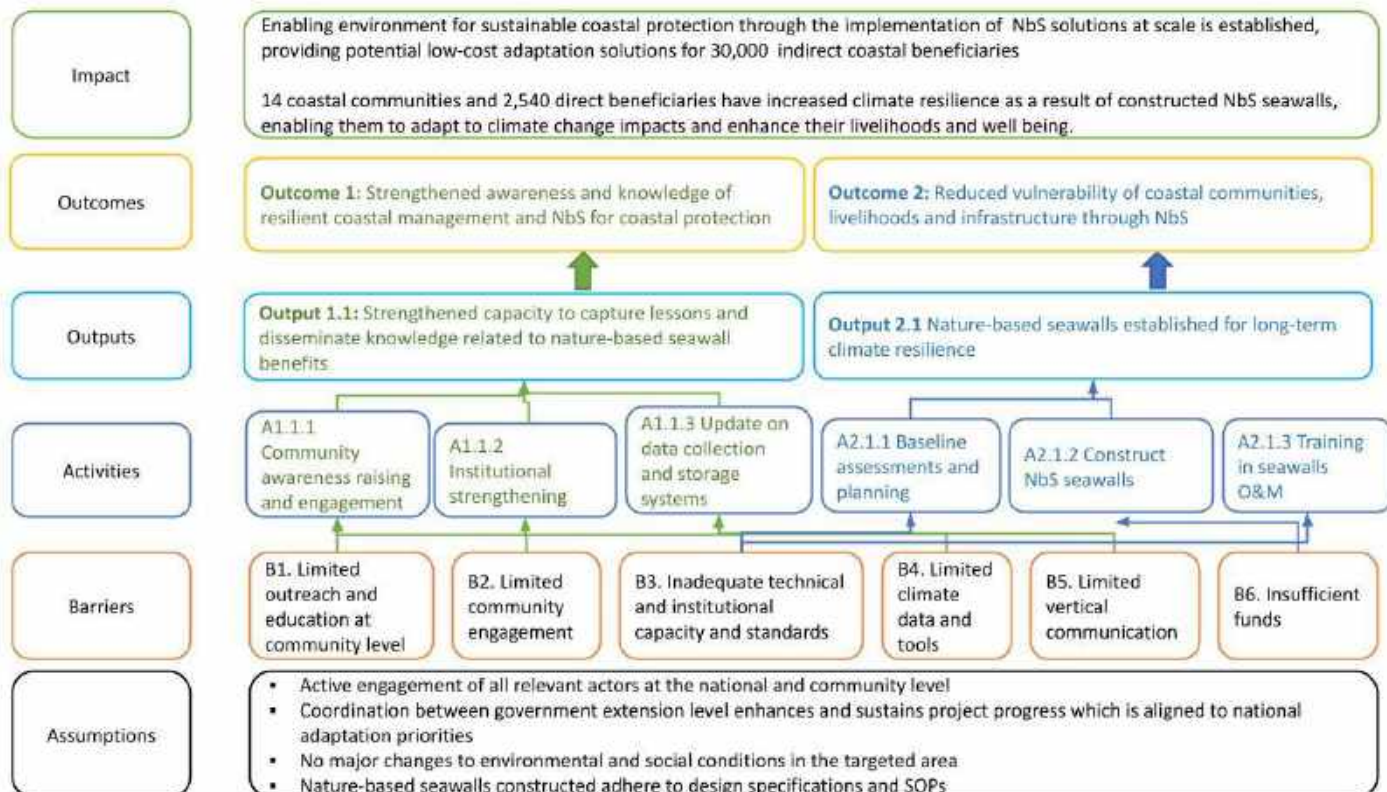 Impact
Enabling environment for sustainable coastal protection through the implementation of NbS solutions at scale is established,
providing potential low-cost adaptation solutions for 30,000 indirect coastal beneficiaries
14 coastal communities and 2,540 direct beneficiaries have increased climate resilience as a result of constructed NbS seawalls,
enabling them to adapt to climate change impacts and enhance their livelihoods and well being.
Outcomes
Outcome 1: Strengthened awareness and knowledge of
resilient coastal management and NbS for coastal protection
Outcome 2: Reduced vulnerability of coastal communities,
livelihoods and infrastructure through NbS
Outputs
Output 1.1: Strengthened capacity to capture lessons and
disseminate knowledge related to nature-based seawall
benefits
Output 2.1 Nature-based seawalls established for long-term
climate resilience
Activities
A1.1.1
Community
awareness raising
and engagement
A1.1.2
Institutional
strengthening
A1.1.3 Update on
data collection
and storage
systems
A2.1.1 Baseline
assessments and
planning
A2.1.2 Construct
NbS seawalls
A2.1.3 Training
in seawalls
O&M
Barriers
B1. Limited
outreach and
education at
community level
B2. Limited
community
engagement
B3. Inadequate technical
and institutional
capacity and standards
B4. Limited
climate
data and
tools
B5. Limited
vertical
communication
B6. Insufficient
funds
Assumptions
▪ Active engagement of all relevant actors at the national and community level
▪ Coordination between government extension level enhances and sustains project progress which is aligned to national
adaptation priorities
▪ No major changes to environmental and social conditions in the targeted area
▪ Nature-based seawalls constructed adhere to design specifications and SOPs